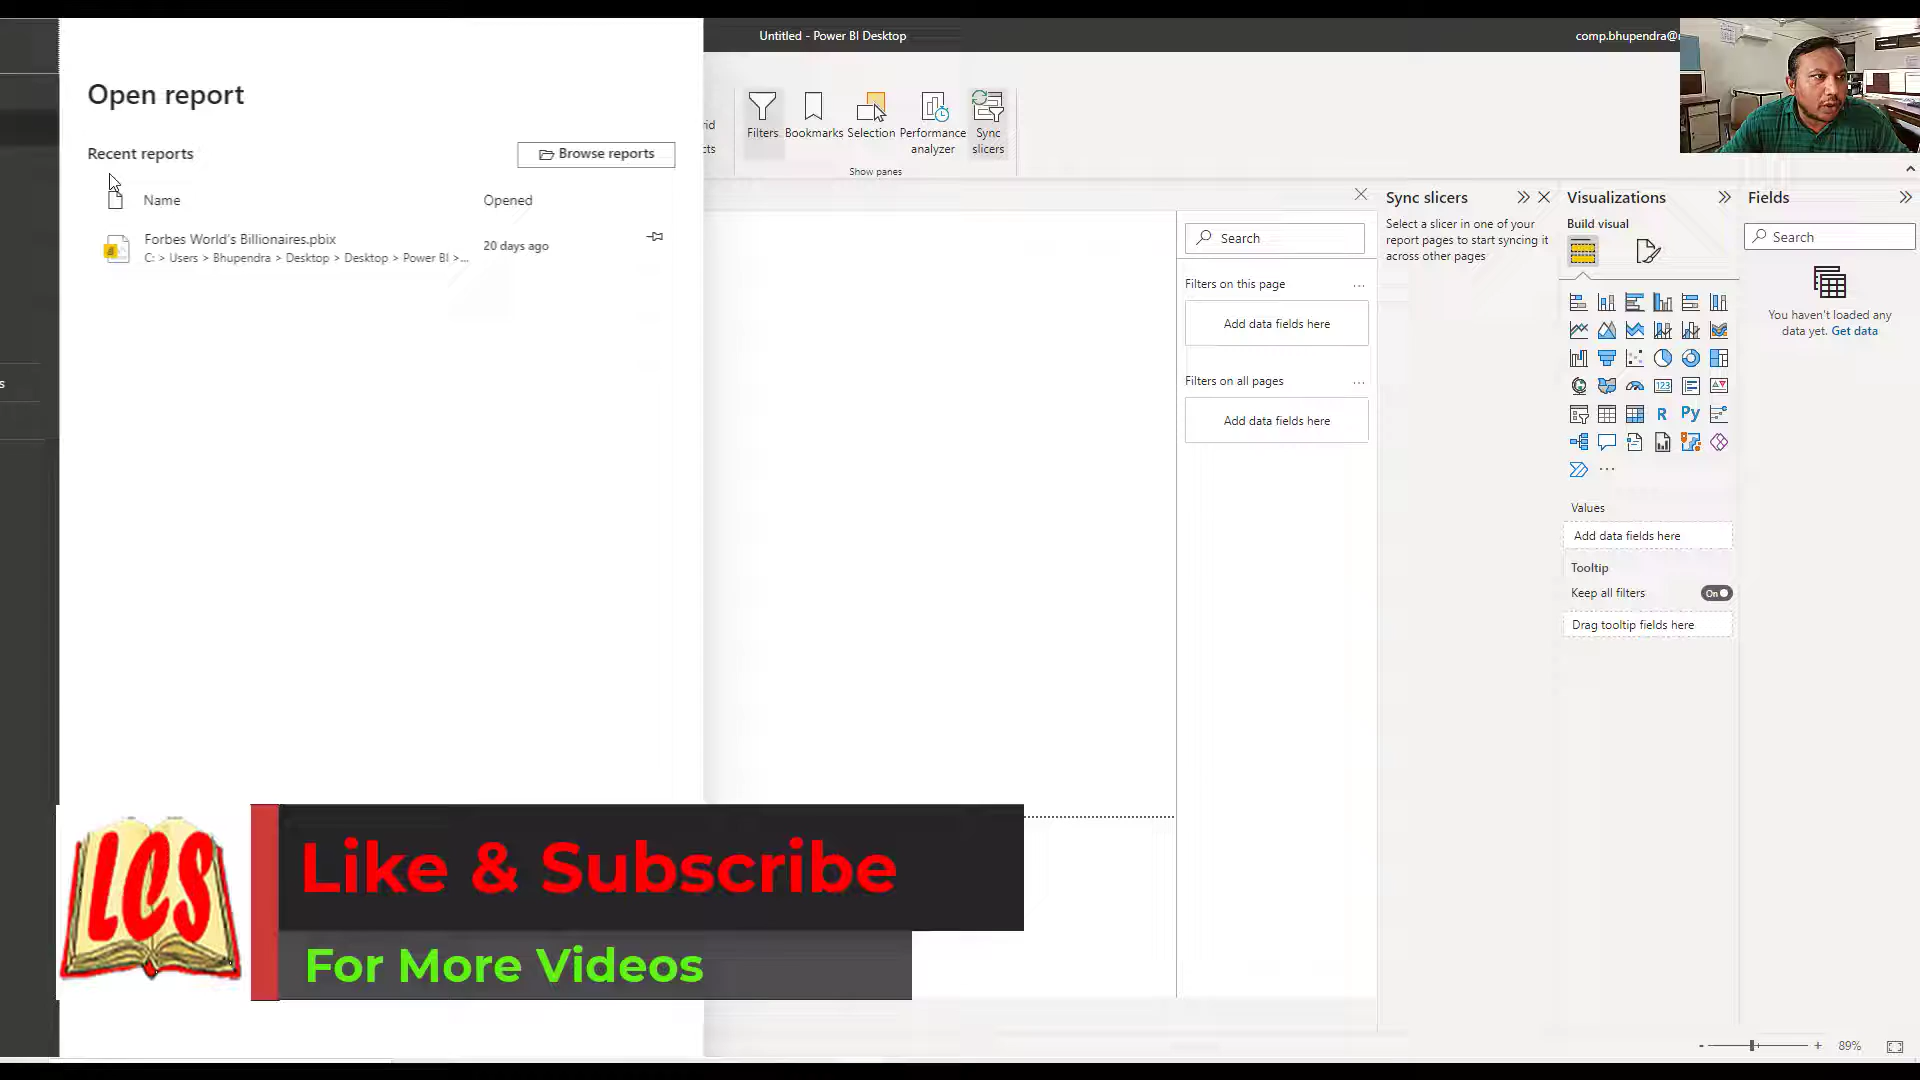 Untitled - Power BI Desktop
comp.bhupendra@
Open report
Recent reports
Browse reports
Name
Opened
Forbes World's Billionaires.pbix
C: > Users > Bhupendra > Desktop > Desktop > Power BI >...
20 days ago
Filters
Bookmarks
Selection
Performance
analyzer
Sync
slicers
Show panes
Search
Filters on this page
...
Add data fields here
Filters on all pages
...
Add data fields here
Sync slicers
Select a slicer in one of your
report pages to start syncing it
across other pages
Visualizations
Build visual
123
R
Py
...
Values
Add data fields here
Tooltip
Keep all filters
On
Drag tooltip fields here
Fields
Search
You haven't loaded any
data yet. Get data
LCS
Like & Subscribe
For More Videos
- + 89%